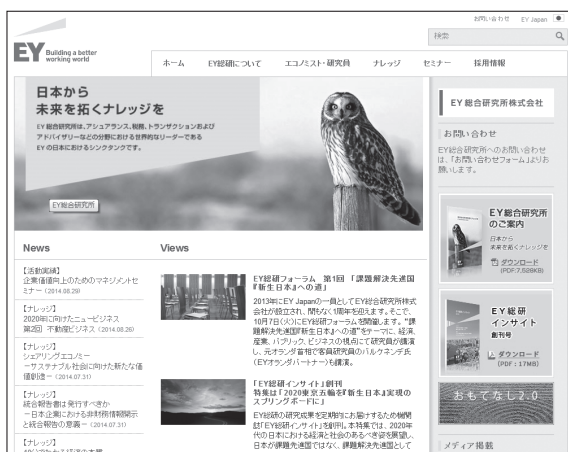 お問い合わせ EY Japan
検索
EY Building a better
working world
ホーム EY総研について エコノミスト・研究員 ナレッジ セミナー 採用情報
日本から
未来を拓くナレッジを
EY 総合研究所は、アシュアランス、税務、トランザクションおよび
アドバイザリーなどの分野における世界的なリーダーである
EY の日本におけるシンクタンクです。
EY総合研究所
EY 総合研究所株式会社
お問い合わせ
EY総合研究所へのお問い合わせ
は、「お問い合わせフォーム」よりお
願いします。
EY総合研究所
のご案内
日本から
未来を拓くナレッジを
ダウンロード
(PDF:7,528KB)
EY 総研
インサイト
創刊号
ダウンロード
(PDF : 17MB)
おもてなし2.0
メディア掲載
News
【活動実績】
企業価値向上のためのマネジメントセ
ミナー (2014.08.29)
【ナレッジ】
2020年に向けたニュービジネス
第2回 不動産ビジネス (2014.08.26)
【ナレッジ】
シェアリングエコノミー
－サステナブル社会に向けた新たな価
値創造－ (2014.07.31)
【ナレッジ】
統合報告書は発行すべきか
－日本企業における非財務情報開示
と統合報告の意義－ (2014.07.31)
【ナレッジ】
Views
EY総研フォーラム 第1回 「課題解決先進国
『新生日本』への道」
2013年にEY Japanの一員としてEY総合研究所株式
会社が設立され、間もなく1周年を迎えます。そこで、
10月7日(火)にEY総研フォーラムを開催します。“課
題解決先進国『新生日本』への道”をテーマに、経済、
産業、パブリック、ビジネスの視点にて研究員が講演
し、元オランダ首相で客員研究員のバルケネンデ氏
(EYオランダパートナー)も講演。
「EY総研インサイト」創刊
特集は「2020東京五輪を『新生日本』実現の
スプリングボードに」
EY総研の研究成果を定期的にお届けするための機関
誌「EY総研インサイト」を創刊。本特集では、2020年
代の日本における経済と社会のあるべき姿を展望し、
日本が課題先進国ではなく、課題解決先進国として